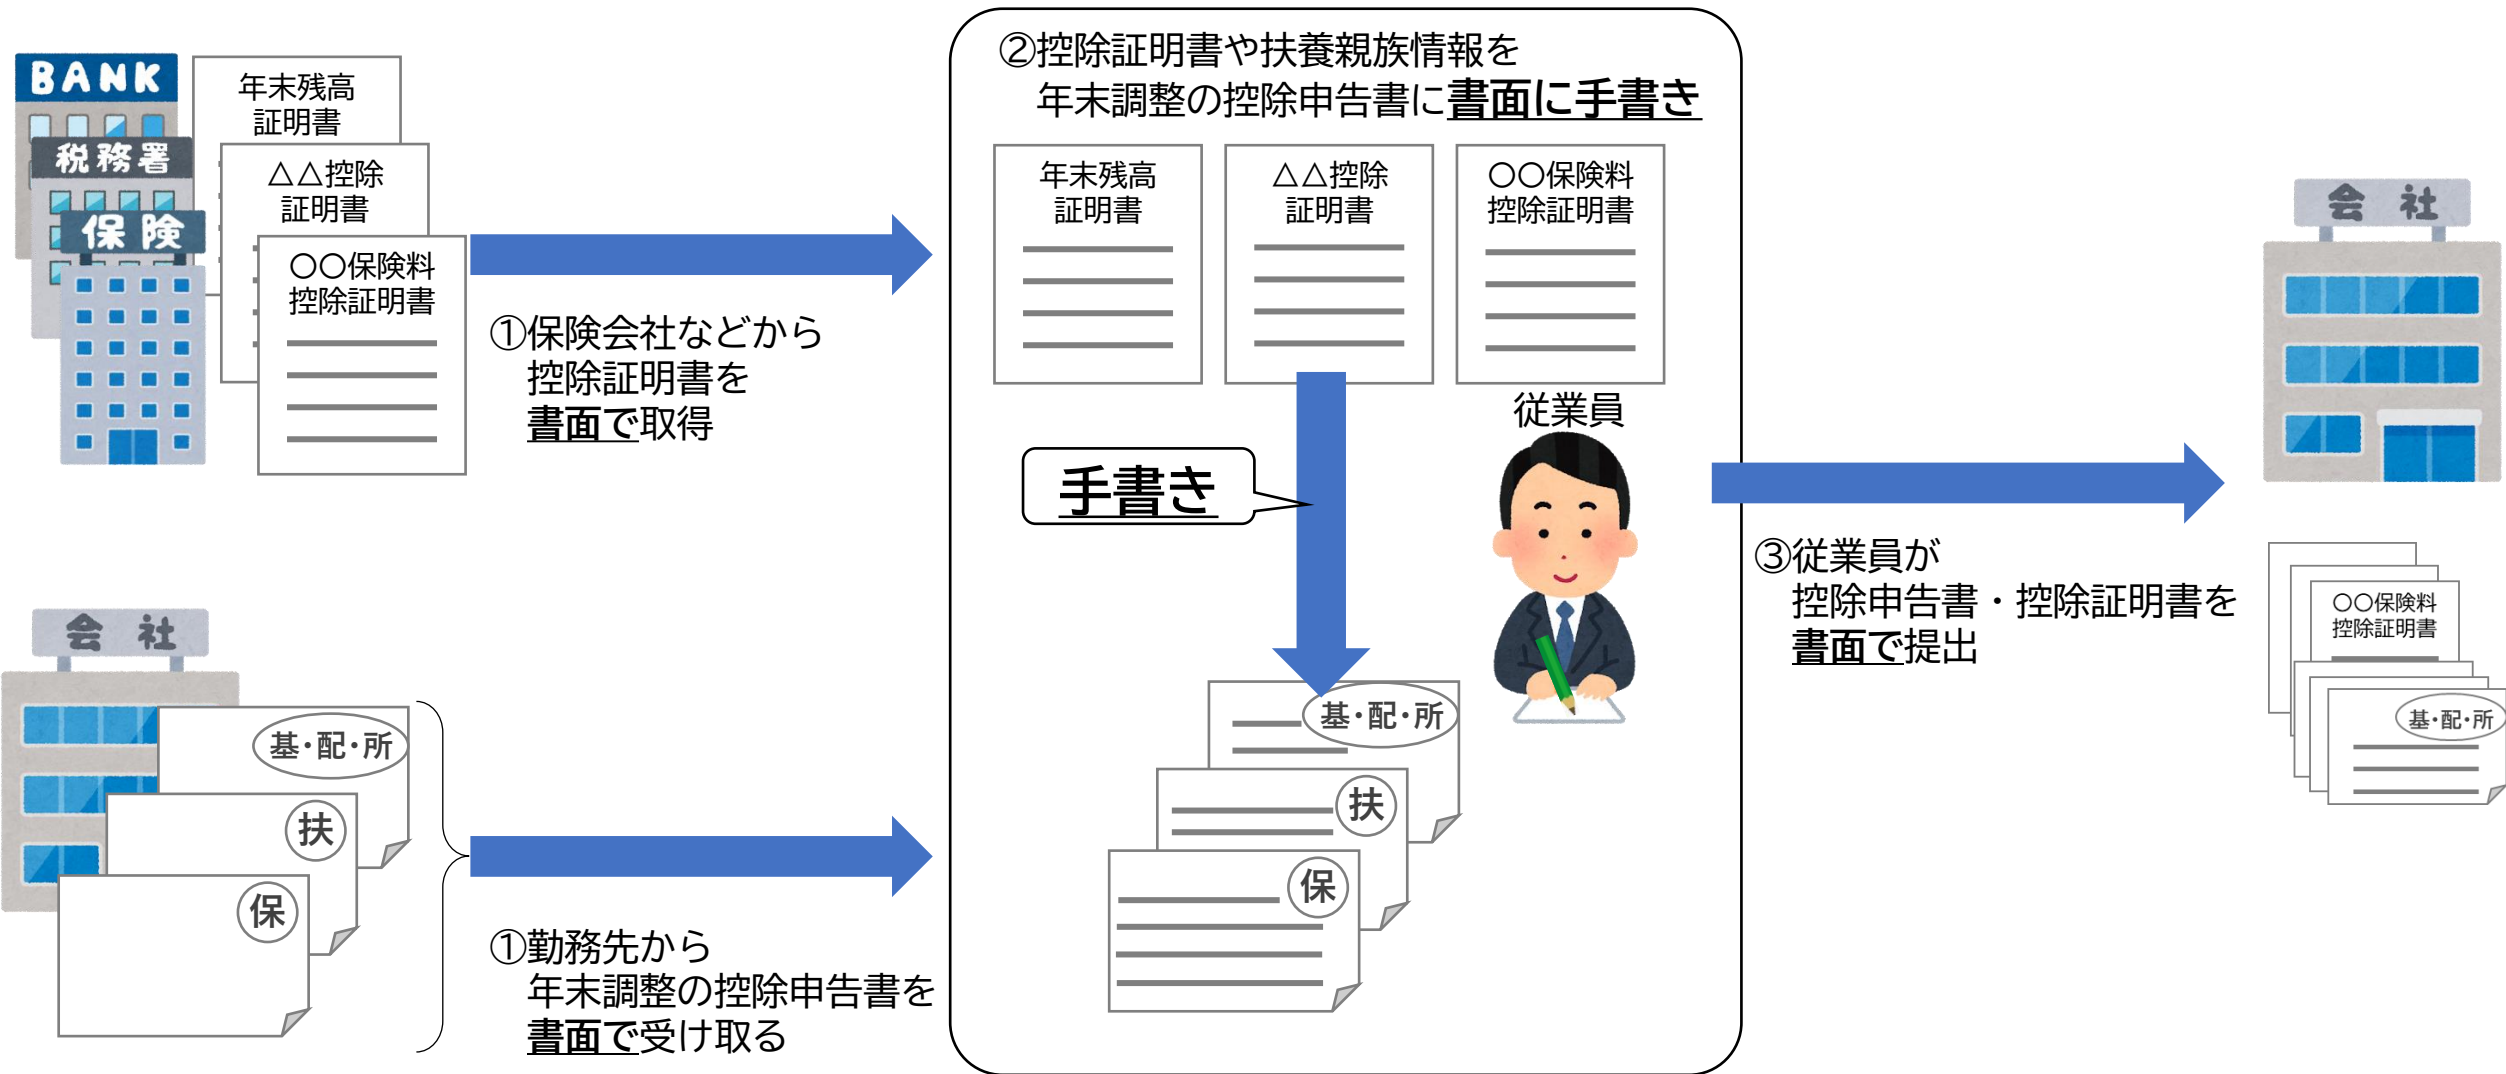 BANK
税務署
保険
年末残高
証明書
△△控除
証明書
〇〇保険料
控除証明書
①保険会社などから
控除証明書を
書面で取得
会 社
基・配・所
扶
保
①勤務先から
年末調整の控除申告書を
書面で受け取る
②控除証明書や扶養親族情報を
年末調整の控除申告書に書面に手書き
年末残高
証明書
△△控除
証明書
〇〇保険料
控除証明書
従業員
手書き
基・配・所
扶
保
会 社
③従業員が
控除申告書・控除証明書を
書面で提出
〇〇保険料
控除証明書
基・配・所